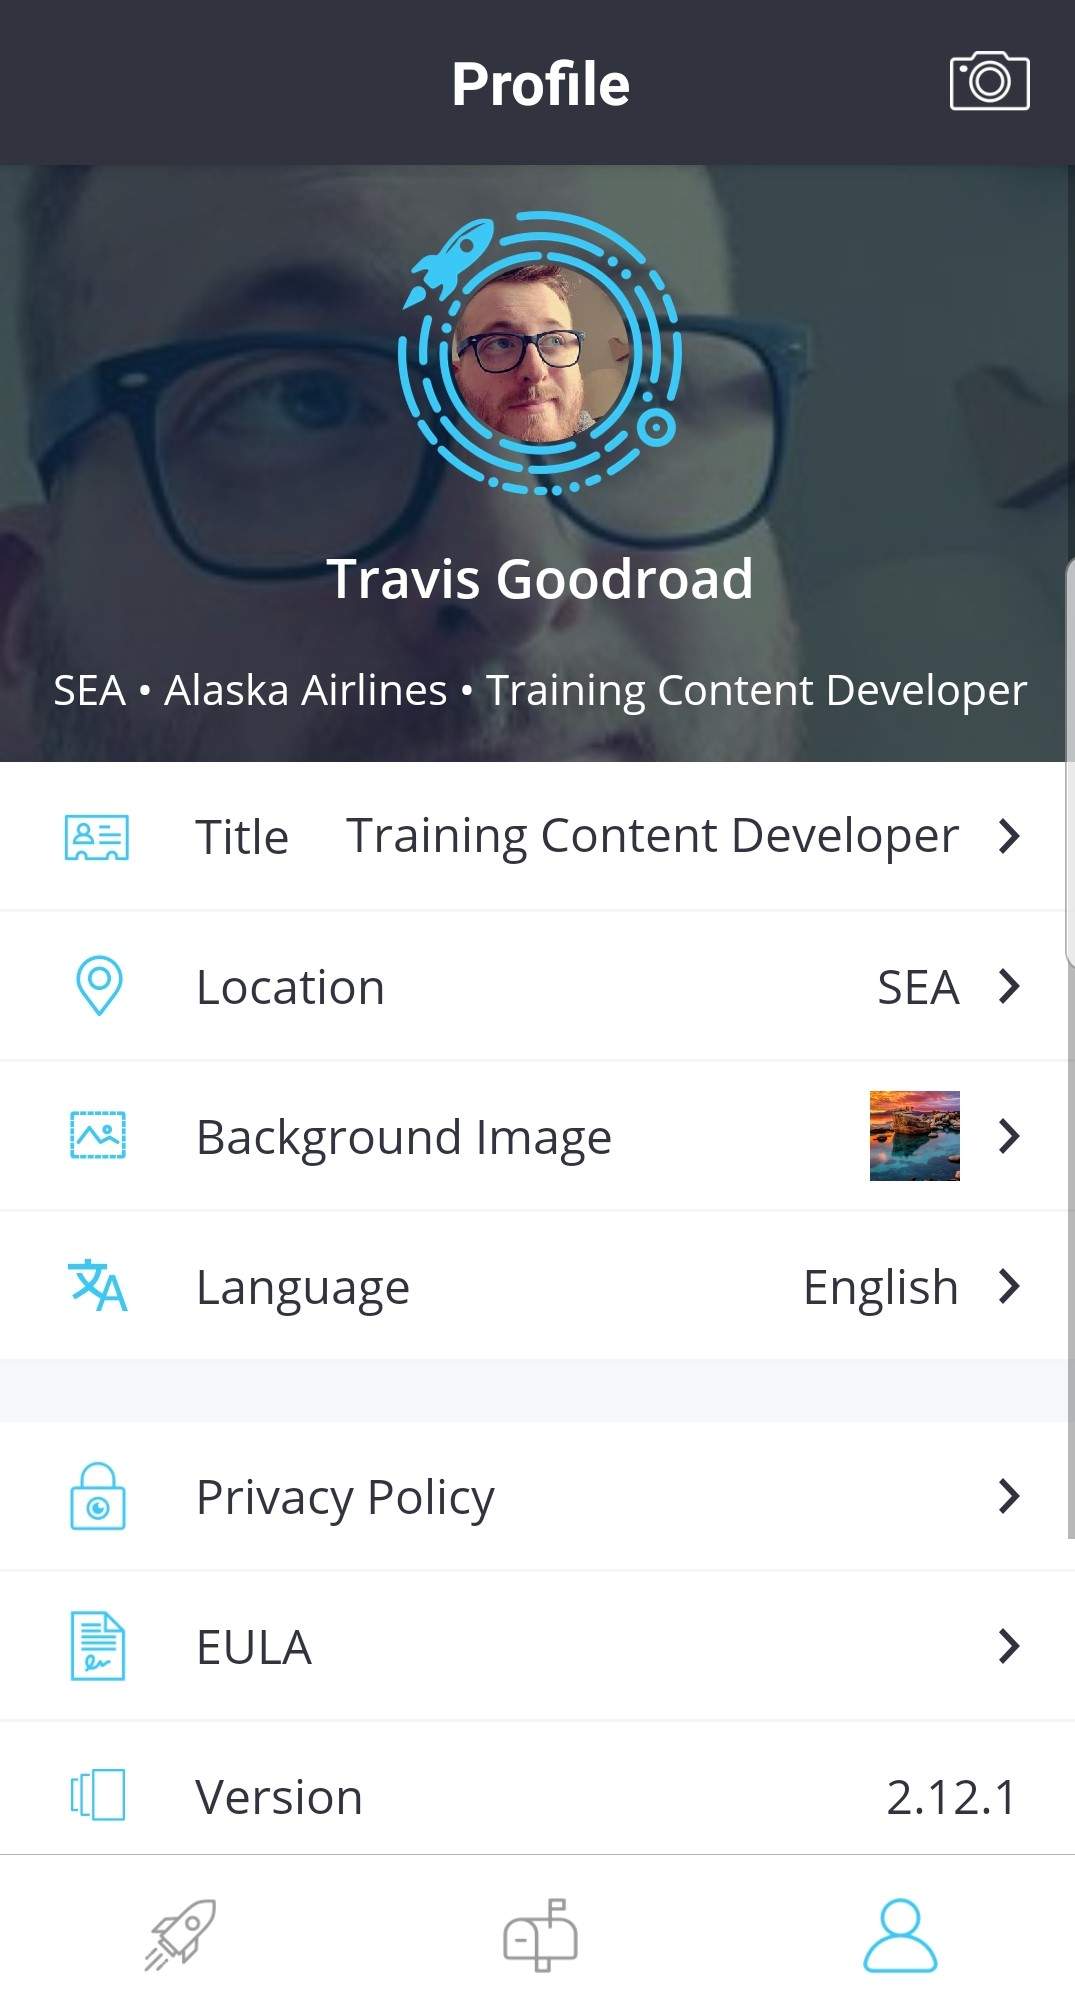 Profile
Travis Goodroad
SEA • Alaska Airlines • Training Content Developer
Title Training Content Developer
Location SEA
Background Image
Language English
Privacy Policy
EULA
Version 2.12.1